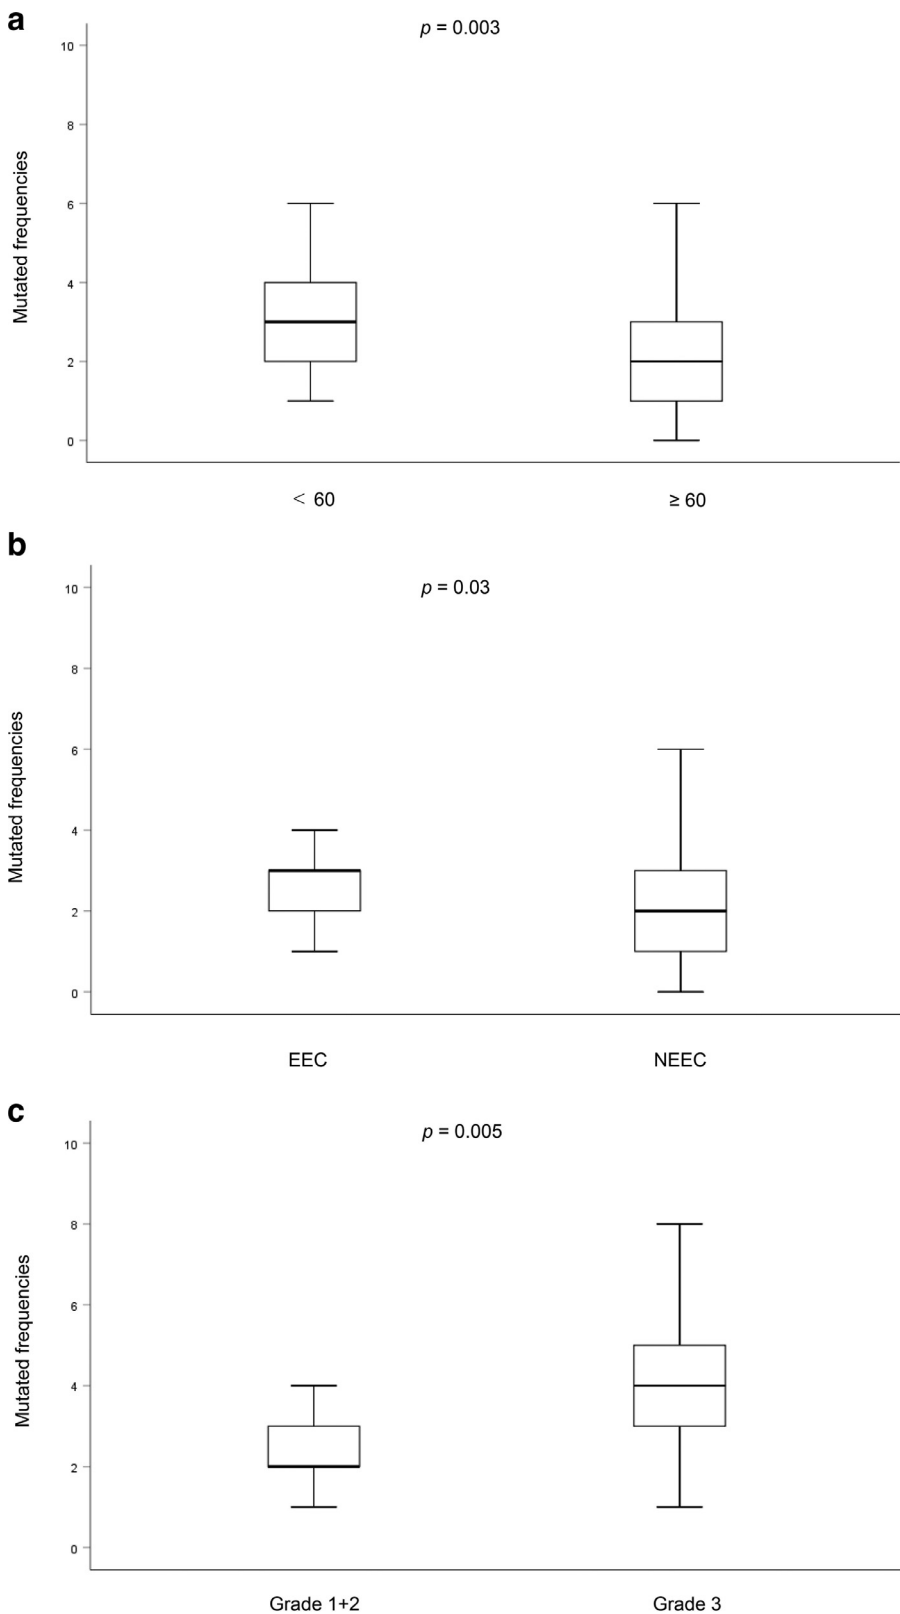 a
p = 0.003
10
8
6
4
2
0
Mutated frequencies
< 60
≥ 60
b
p = 0.03
10
8
6
4
2
0
Mutated frequencies
EEC
NEEC
c
p = 0.005
10
8
6
4
2
0
Mutated frequencies
Grade 1+2
Grade 3